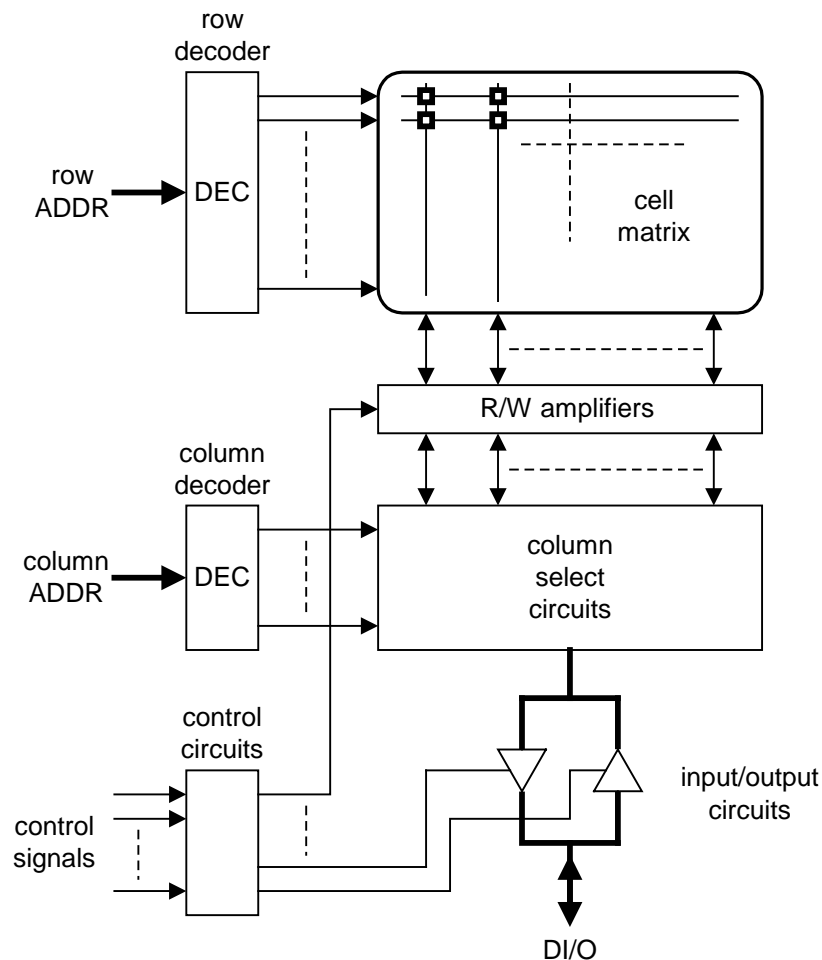 row
decoder
row
ADDR
DEC
cell
matrix
R/W amplifiers
column
decoder
column
ADDR
DEC
column
select
circuits
control
circuits
control
signals
input/output
circuits
DI/O